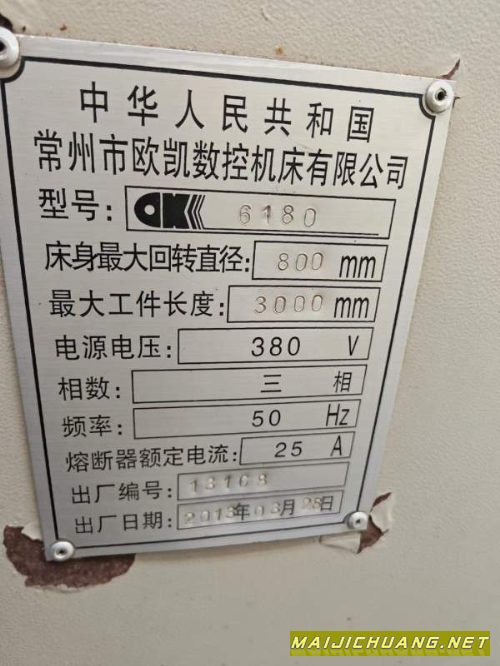 中华人民共和国
常州市欧凯数控机床有限公司
型号: OK 6180
床身最大回转直径: 800 mm
最大工件长度: 3000 mm
电源电压: 380 V
相数: 三 相
频率: 50 Hz
熔断器额定电流: 25 A
出厂编号: 13108
出厂日期: 2013年03月28日
MAIJICHUANG.NET